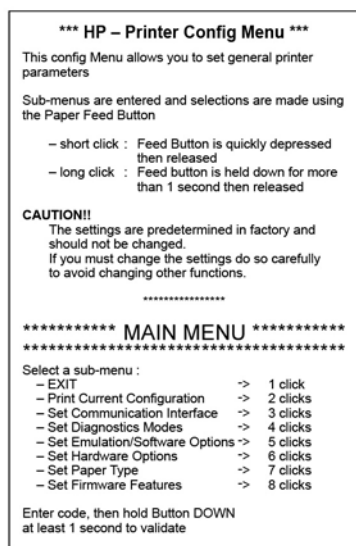 *** HP – Printer Config Menu ***
This config Menu allows you to set general printer
parameters
Sub-menus are entered and selections are made using
the Paper Feed Button
– short click : Feed Button is quickly depressed
then released
– long click : Feed button is held down for more
than 1 second then released
CAUTION!!
The settings are predetermined in factory and
should not be changed.
If you must change the settings do so carefully
to avoid changing other functions.
****************
*********** MAIN MENU ***********
**************************************
Select a sub-menu :
– EXIT -> 1 click
– Print Current Configuration -> 2 clicks
– Set Communication Interface -> 3 clicks
– Set Diagnostics Modes -> 4 clicks
– Set Emulation/Software Options -> 5 clicks
– Set Hardware Options -> 6 clicks
– Set Paper Type -> 7 clicks
– Set Firmware Features -> 8 clicks
Enter code, then hold Button DOWN
at least 1 second to validate